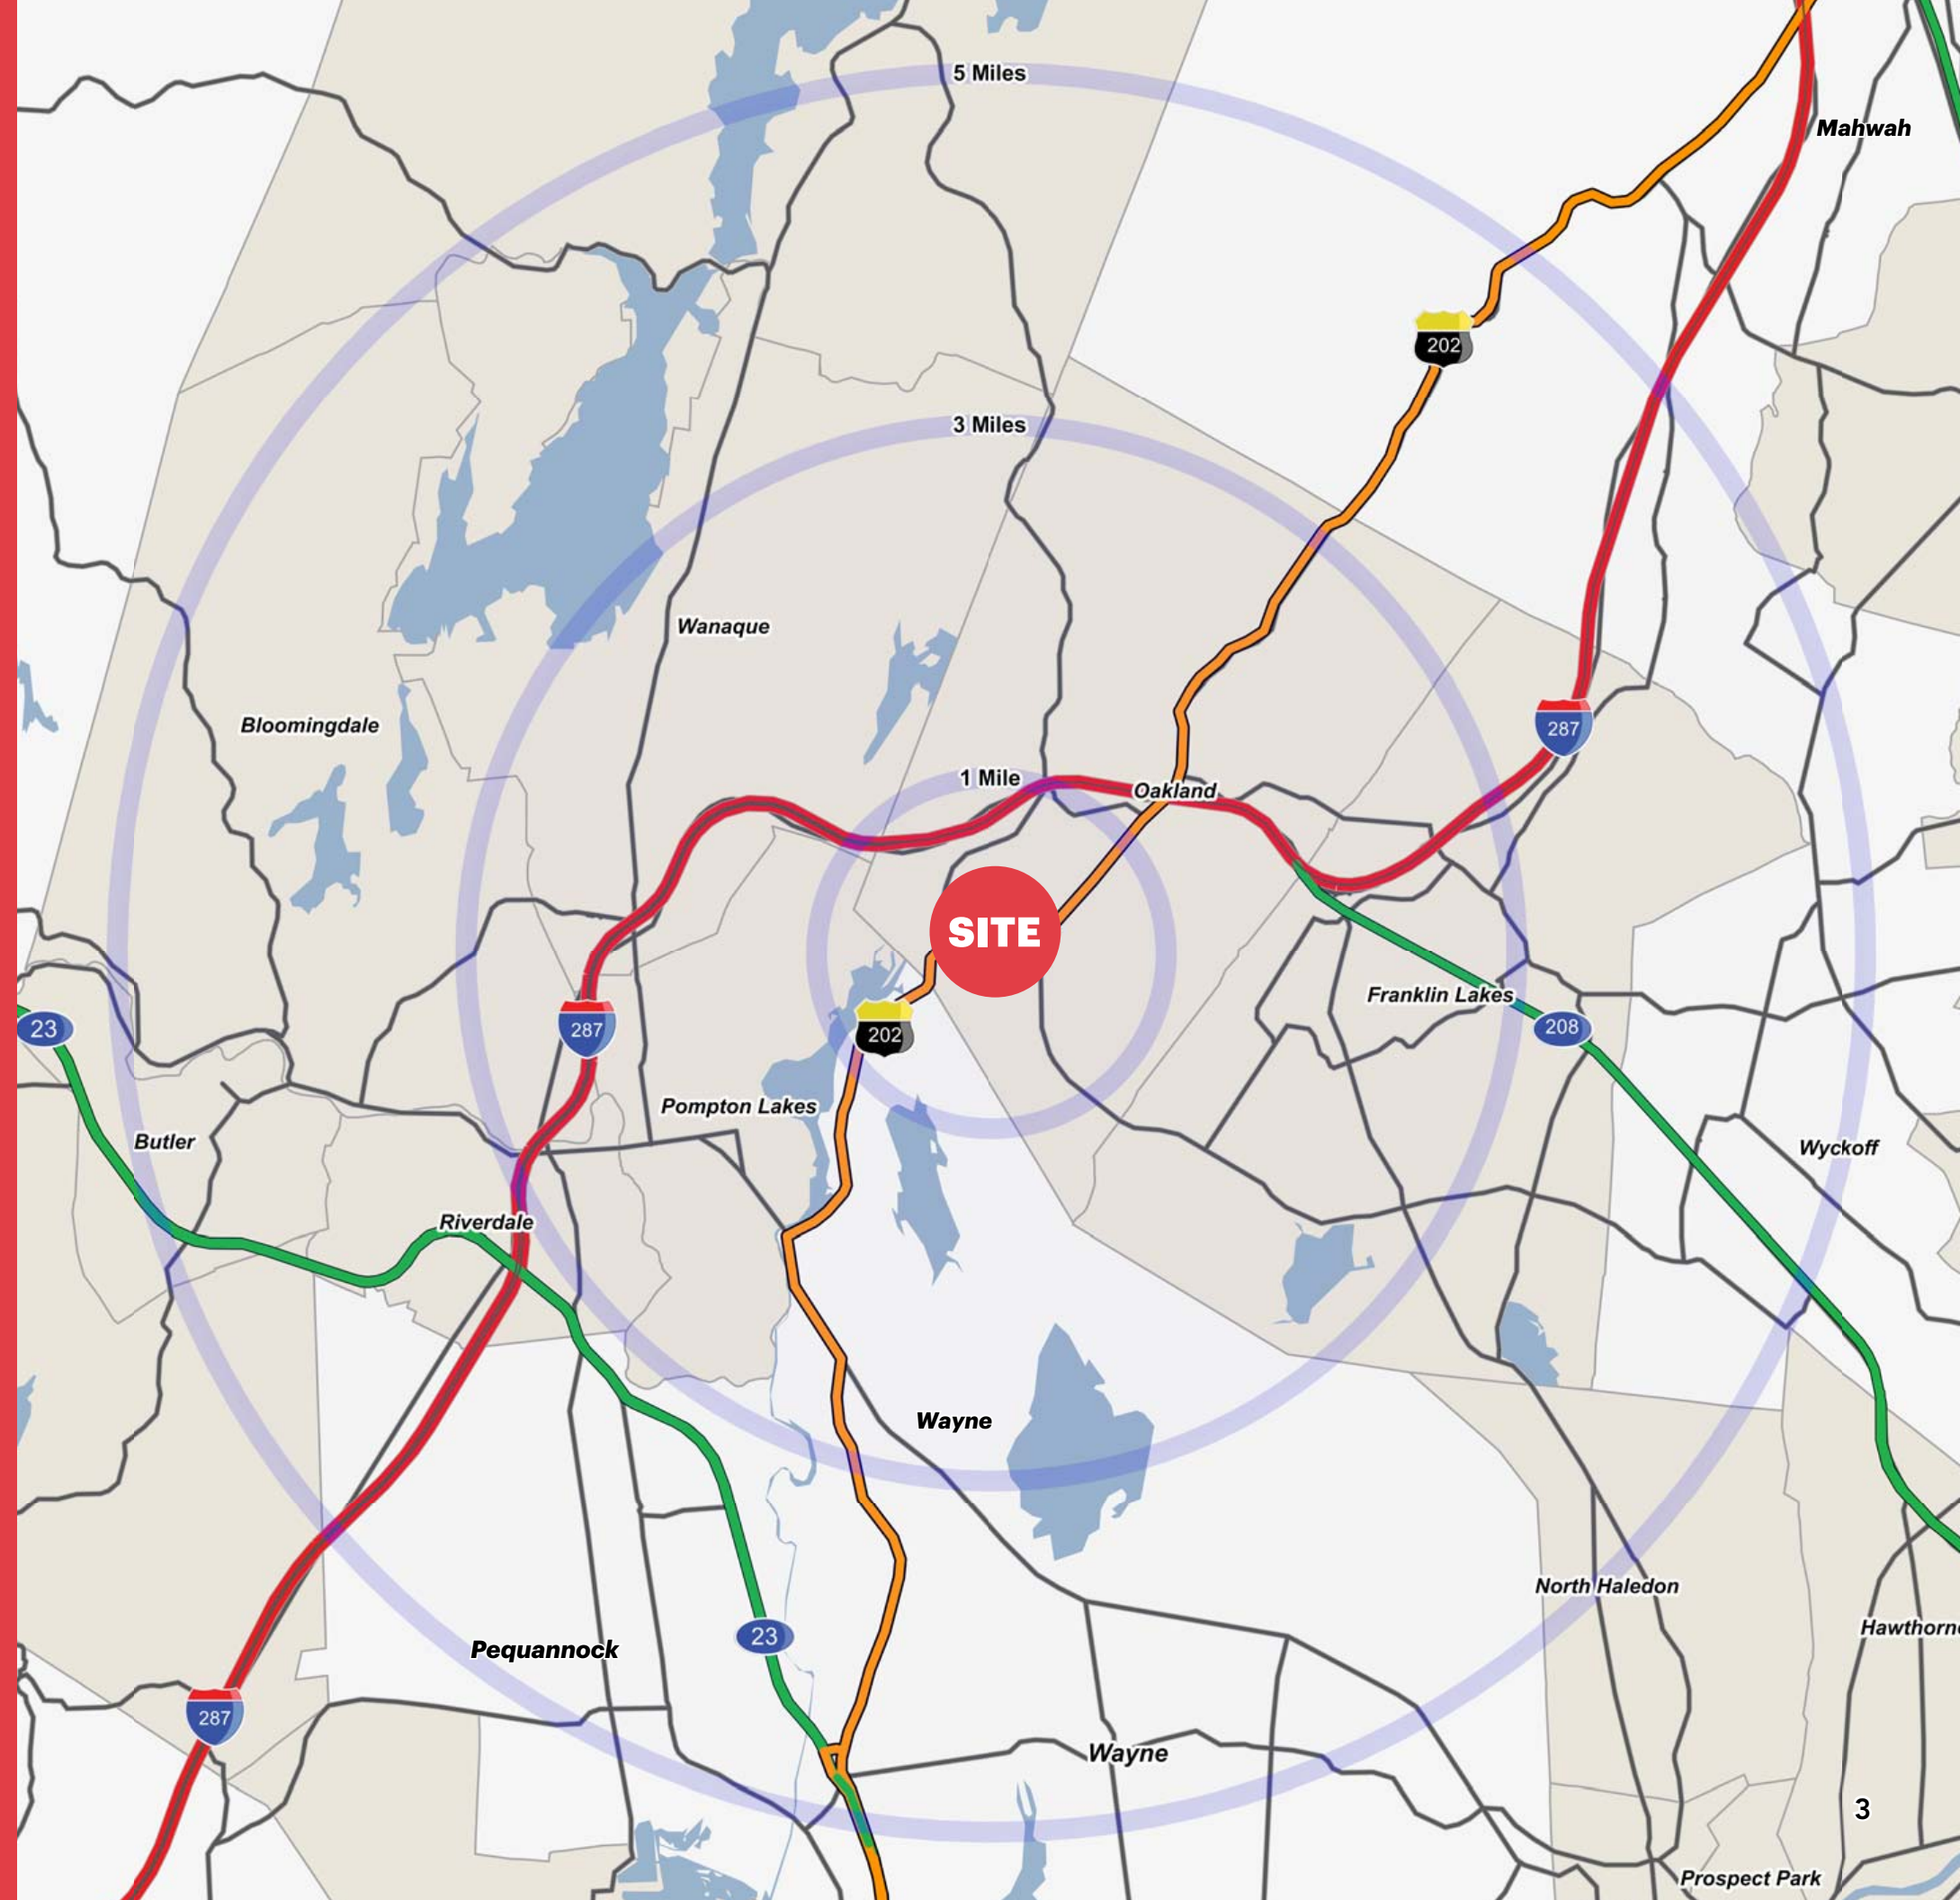 5 Miles
Mahwah
202
3 Miles
Wanaque
Bloomingdale
287
1 Mile
Oakland
SITE
Franklin Lakes
23
287
202
208
Pompton Lakes
Butler
Wyckoff
Riverdale
Wayne
North Haledon
Hawthorne
23
Pequannock
287
Wayne
3
Prospect Park